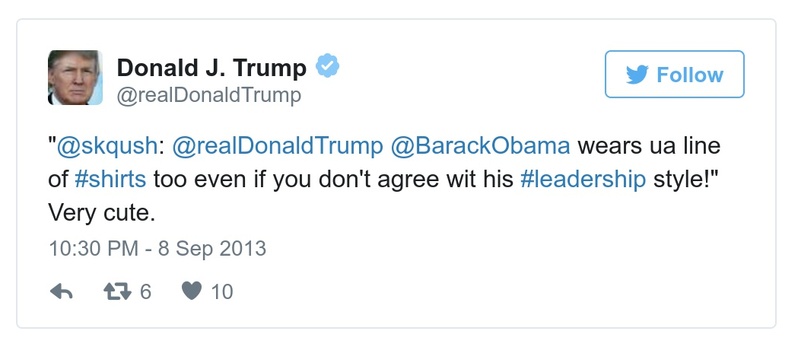 Donald J. Trump
@realDonaldTrump
Follow
"@skqush: @realDonaldTrump @BarackObama wears ua line
of #shirts too even if you don't agree wit his #leadership style!"
Very cute.
10:30 PM - 8 Sep 2013
6 10